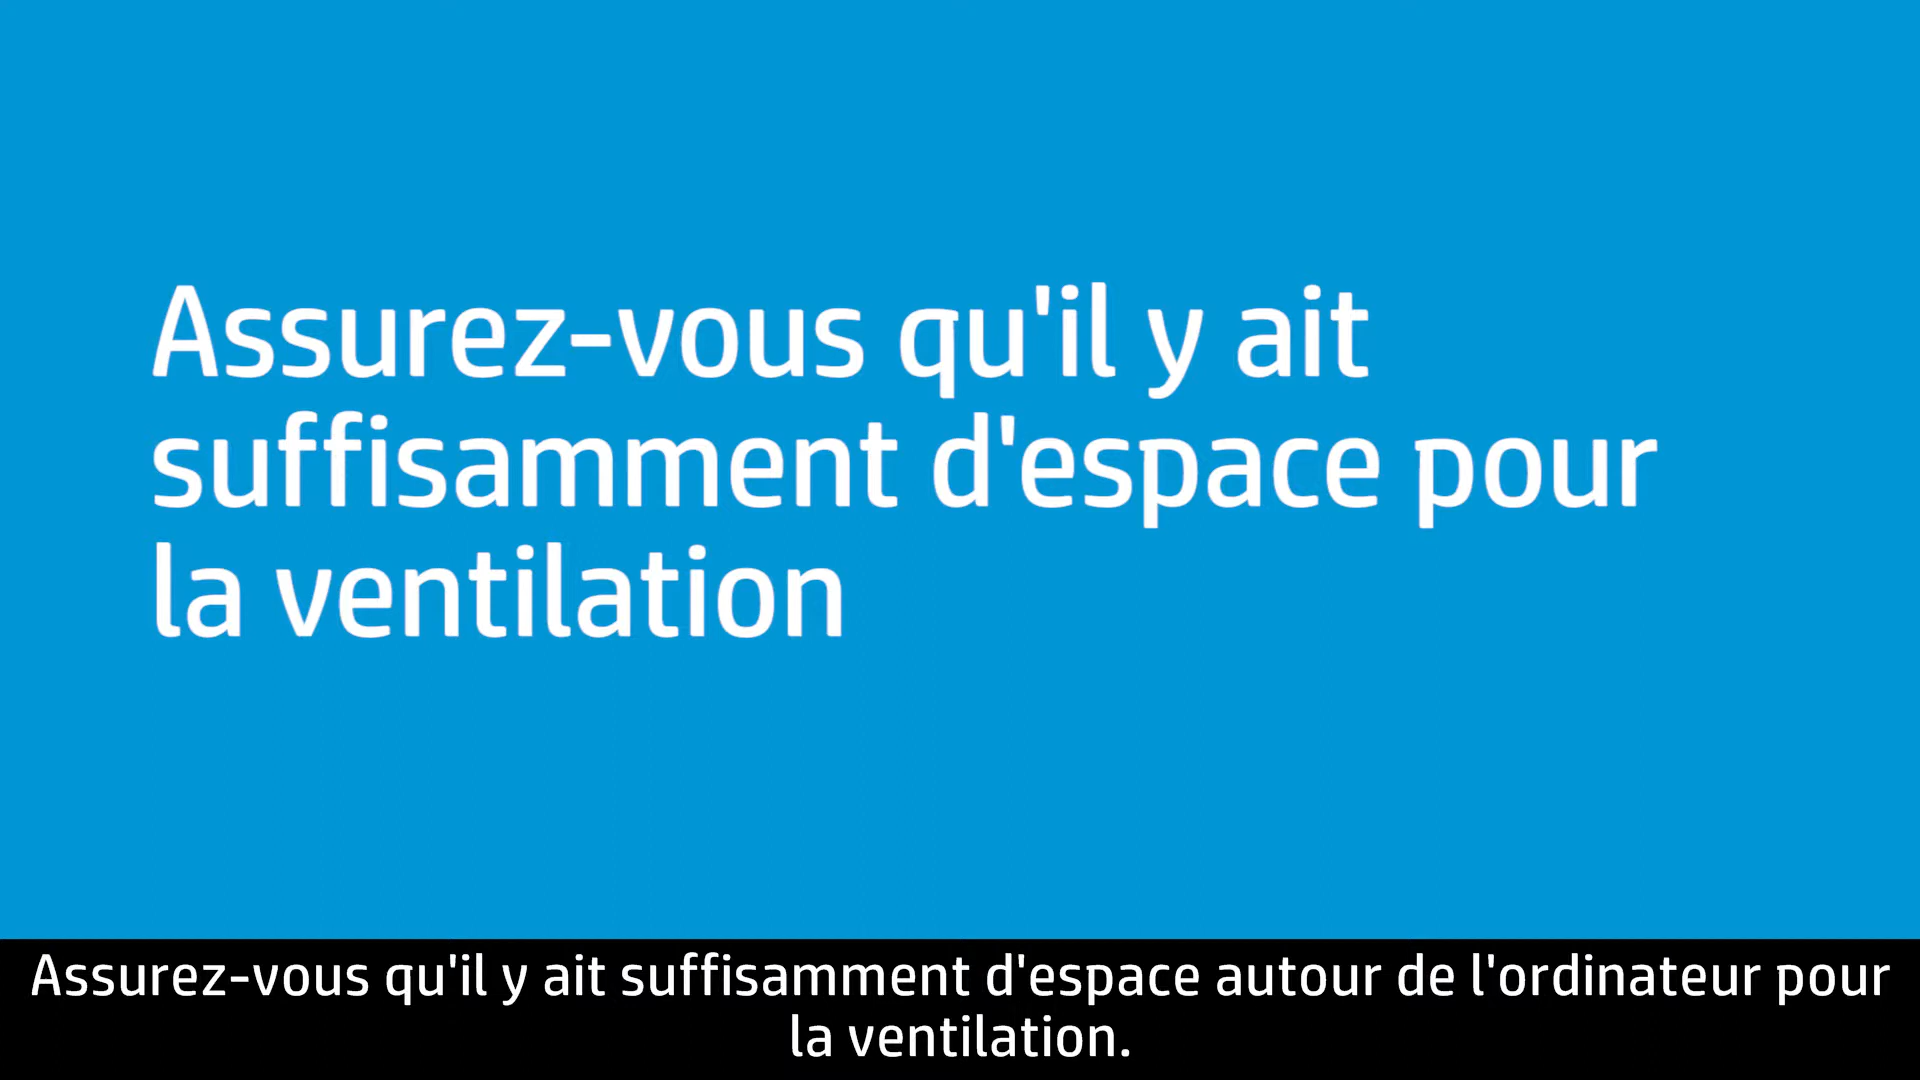 Assurez-vous qu'il y ait
suffisamment d'espace pour
la ventilation
Assurez-vous qu'il y ait suffisamment d'espace autour de l'ordinateur pour
la ventilation.